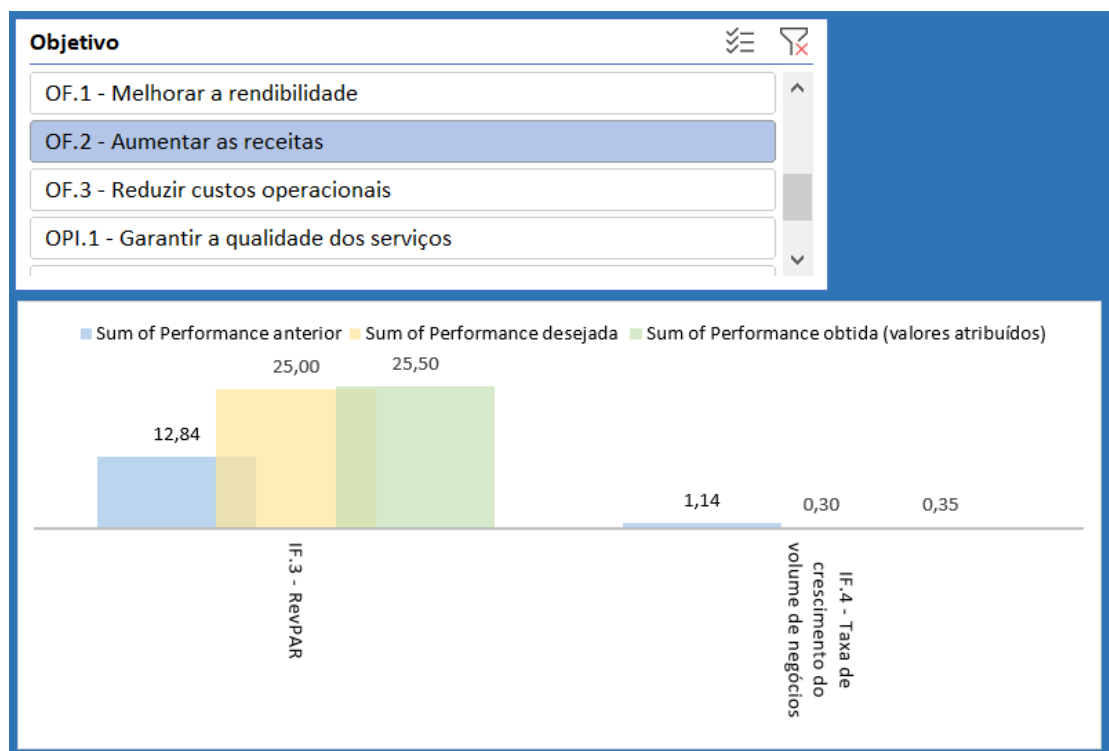 Objetivo
OF.1 - Melhorar a rendibilidade
OF.2 - Aumentar as receitas
OF.3 - Reduzir custos operacionais
OPI.1 - Garantir a qualidade dos serviços
Sum of Performance anterior
Sum of Performance desejada
Sum of Performance obtida (valores atribuídos)
12,84
25,00
25,50
1,14
0,30
0,35
IF.3 - RevPAR
IF.4 - Taxa de
crescimento do
volume de negócios